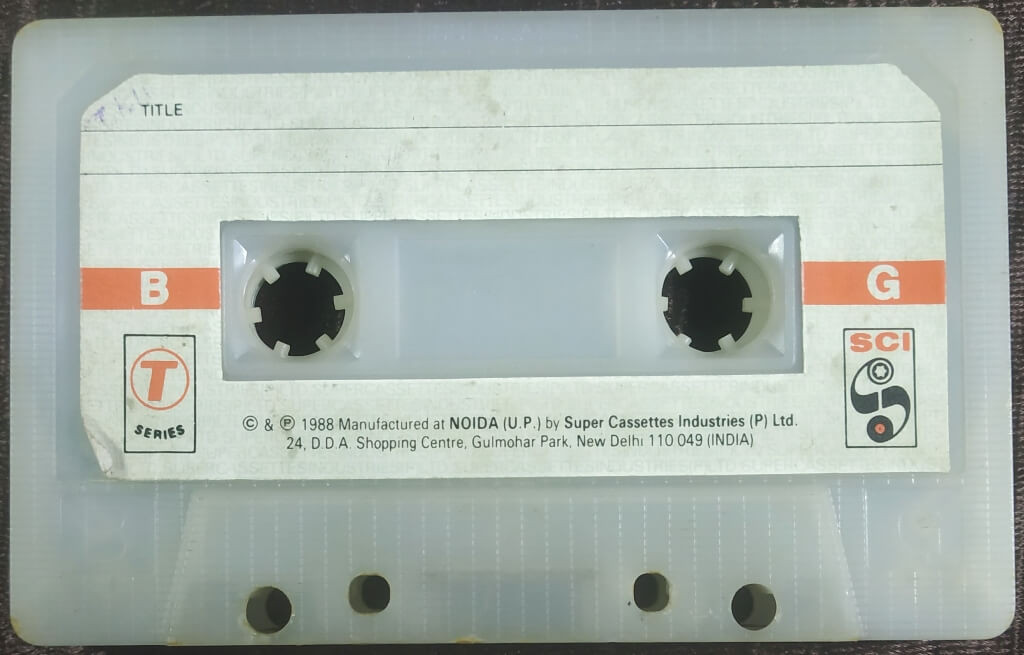 TITLE
B
G
T
SERIES
SCI
© & ℗ 1988 Manufactured at NOIDA (U.P.) by Super Cassettes Industries (P) Ltd.
24, D.D.A. Shopping Centre, Gulmohar Park, New Delhi 110 049 (INDIA)